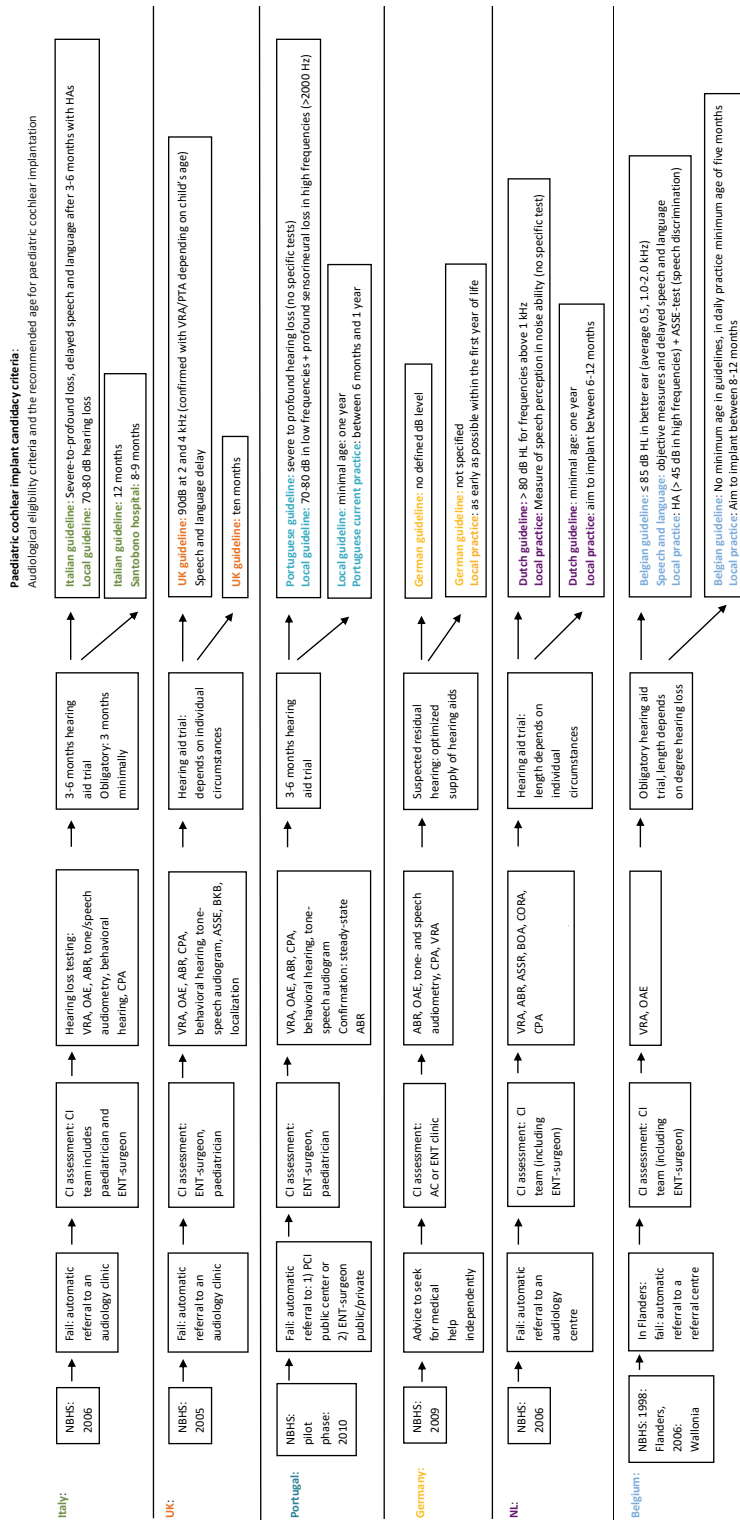 Paediatric cochlear implant candidacy criteria:
Audiological eligibility criteria and the recommended age for paediatric cochlear implantation
Italy:
NBHS:
2006
Fail: automatic
referral to an
audiology clinic
CI assessment: CI
team includes
paediatrician and
ENT-surgeon
Hearing loss testing:
VRA, OAE, ABR, tone/speech
audiometry, behavioral
hearing, CPA
3-6 months hearing
aid trial
Obligatory: 3 months
minimally
Italian guideline: Severe-to-profound loss, delayed speech and language after 3-6 months with HAs
Local guideline: 70-80 dB hearing loss
Italian guideline: 12 months
Santobono hospital: 8-9 months
UK:
NBHS:
2005
Fail: automatic
referral to an
audiology clinic
CI assessment:
ENT-surgeon,
paediatrician
VRA, OAE, ABR, CPA,
behavioral hearing, tone-
speech audiogram, ASSE, BKB,
localization
Hearing aid trial:
depends on individual
circumstances
UK guideline: 90dB at 2 and 4 kHz (confirmed with VRA/PTA depending on child's age)
Speech and language delay
UK guideline: ten months
Portugal:
NBHS:
pilot
phase:
2010
Fail: automatic
referral to: 1) PCI
public center or
2) ENT-surgeon
public/private
CI assessment:
ENT-surgeon,
paediatrician
VRA, OAE, ABR, CPA,
behavioral hearing, tone-
speech audiogram
Confirmation: steady-state
ABR
3-6 months hearing
aid trial
Portuguese guideline: severe to profound hearing loss (no specific tests)
Local guideline: 70-80 dB in low frequencies + profound sensorineural loss in high frequencies (>2000 Hz)
Local guideline: minimal age: one year
Portuguese current practice: between 6 months and 1 year
Germany:
NBHS:
2009
Advice to seek
for medical
help
independently
CI assessment:
AC or ENT clinic
ABR, OAE, tone- and speech
audiometry, CPA, VRA
Suspected residual
hearing: optimized
supply of hearing aids
German guideline: no defined dB level
German guideline: not specified
Local practice: as early as possible within the first year of life
NL:
NBHS:
2006
Fail: automatic
referral to an
audiology
centre
CI assessment: CI
team (including
ENT-surgeon)
VRA, ABR, ASSR, BOA, CORA,
CPA
Hearing aid trial:
length depends on
individual
circumstances
Dutch guideline: > 80 dB HL for frequencies above 1 kHz
Local practice: Measure of speech perception in noise ability (no specific test)
Dutch guideline: minimal age: one year
Local practice: aim to implant between 6-12 months
Belgium:
NBHS: 1998:
Flanders,
2006:
Wallonia
In Flanders:
fail: automatic
referral to a
referral centre
CI assessment: CI
team (including
ENT-surgeon)
VRA, OAE
Obligatory hearing aid
trial, length depends
on degree hearing loss
Belgian guideline: ≤ 85 dB HL in better ear (average 0.5, 1.0-2.0 kHz)
Speech and language: objective measures and delayed speech and language
Local practice: HA (> 45 dB in high frequencies) + ASSE-test (speech discrimination)
Belgian guideline: No minimum age in guidelines, in daily practice minimum age of five months
Local practice: Aim to implant between 8-12 months